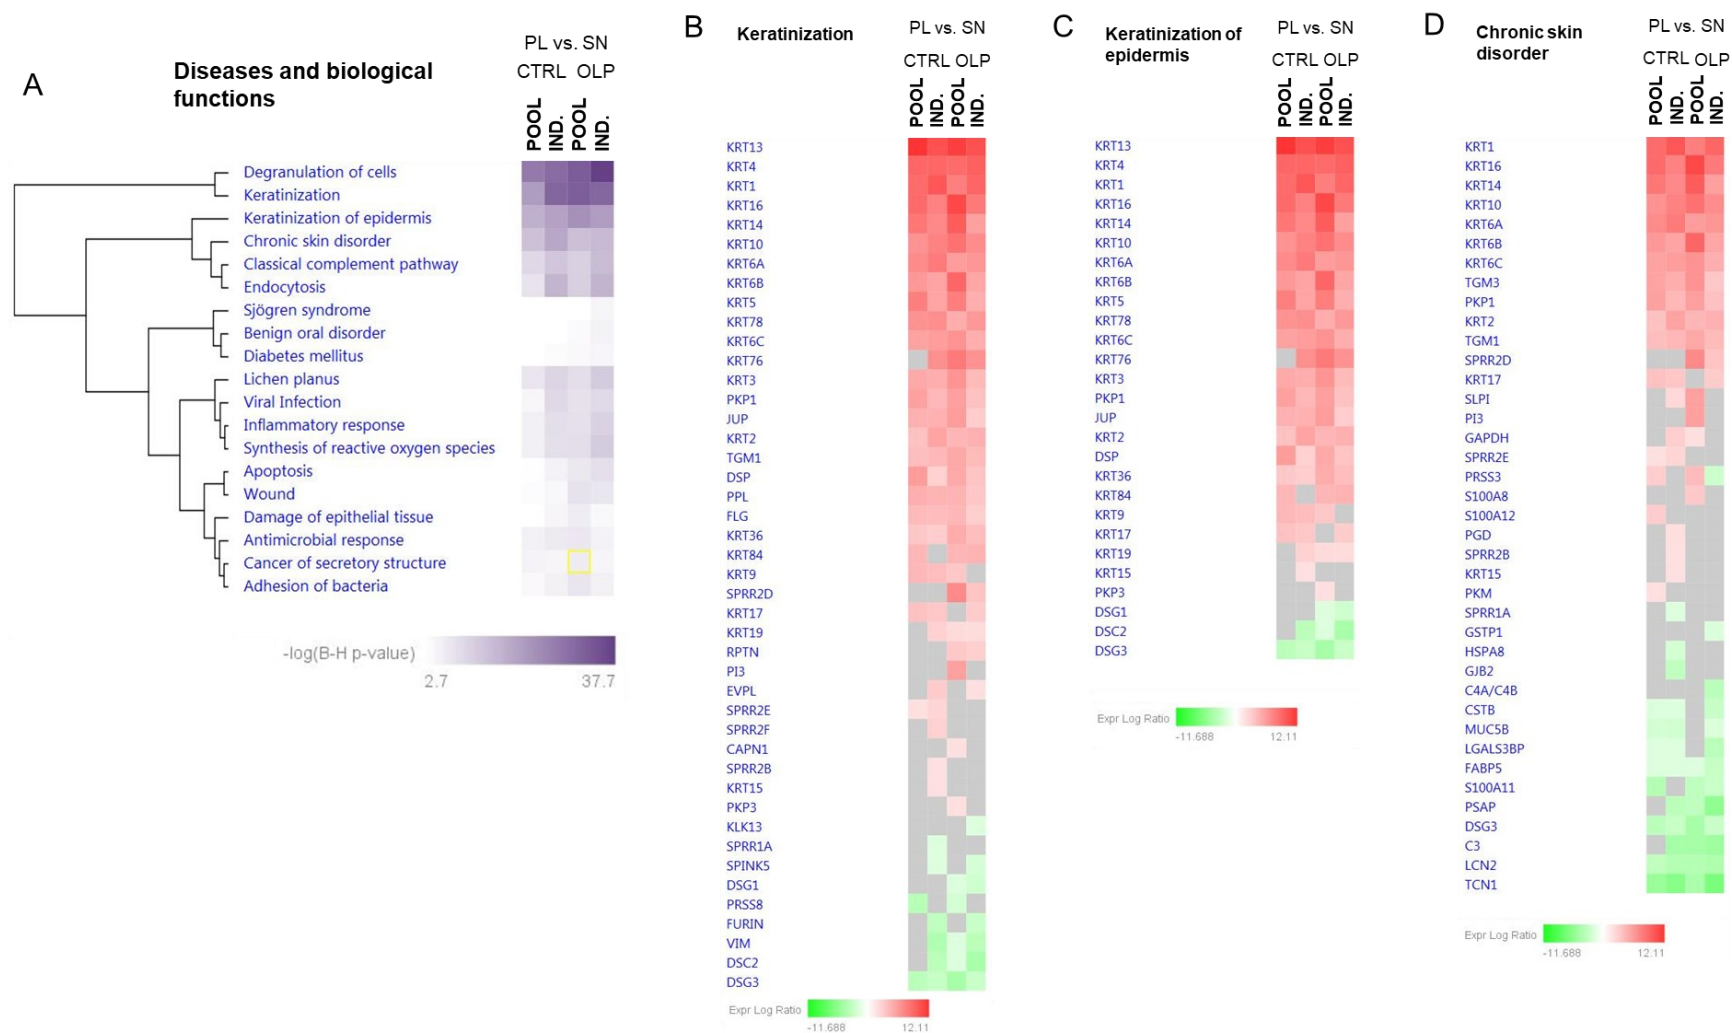 A
Diseases and biological
functions
PL vs. SN
CTRL OLP
POOL
IND.
POOL
IND.
Degranulation of cells
Keratinization
Keratinization of epidermis
Chronic skin disorder
Classical complement pathway
Endocytosis
Sjögren syndrome
Benign oral disorder
Diabetes mellitus
Lichen planus
Viral Infection
Inflammatory response
Synthesis of reactive oxygen species
Apoptosis
Wound
Damage of epithelial tissue
Antimicrobial response
Cancer of secretory structure
Adhesion of bacteria
-log(B-H p-value)
2.7
37.7
B
Keratinization
PL vs. SN
CTRL OLP
POOL
IND.
POOL
IND.
KRT13
KRT4
KRT1
KRT16
KRT14
KRT10
KRT6A
KRT6B
KRT5
KRT78
KRT6C
KRT76
KRT3
PKP1
JUP
KRT2
TGM1
DSP
PPL
FLG
KRT36
KRT84
KRT9
SPRR2D
KRT17
KRT19
RPTN
PI3
EVPL
SPRR2E
SPRR2F
CAPN1
SPRR2B
KRT15
PKP3
KLK13
SPRR1A
SPINK5
DSG1
PRSS8
FURIN
VIM
DSC2
DSG3
Expr Log Ratio
-11.688
12.11
C
Keratinization of
epidermis
PL vs. SN
CTRL OLP
POOL
IND.
POOL
IND.
KRT13
KRT4
KRT1
KRT16
KRT14
KRT10
KRT6A
KRT6B
KRT5
KRT78
KRT6C
KRT76
KRT3
PKP1
JUP
KRT2
DSP
KRT36
KRT84
KRT9
KRT17
KRT19
KRT15
PKP3
DSG1
DSC2
DSG3
Expr Log Ratio
-11.688
12.11
D
Chronic skin
disorder
PL vs. SN
CTRL OLP
POOL
IND.
POOL
IND.
KRT1
KRT16
KRT14
KRT10
KRT6A
KRT6B
KRT6C
TGM3
PKP1
KRT2
TGM1
SPRR2D
KRT17
SLPI
PI3
GAPDH
SPRR2E
PRSS3
S100A8
S100A12
PGD
SPRR2B
KRT15
PKM
SPRR1A
GSTP1
HSPA8
GJB2
C4A/C4B
CSTB
MUC5B
LGALS3BP
FABP5
S100A11
PSAP
DSG3
C3
LCN2
TCN1
Expr Log Ratio
-11.688
12.11